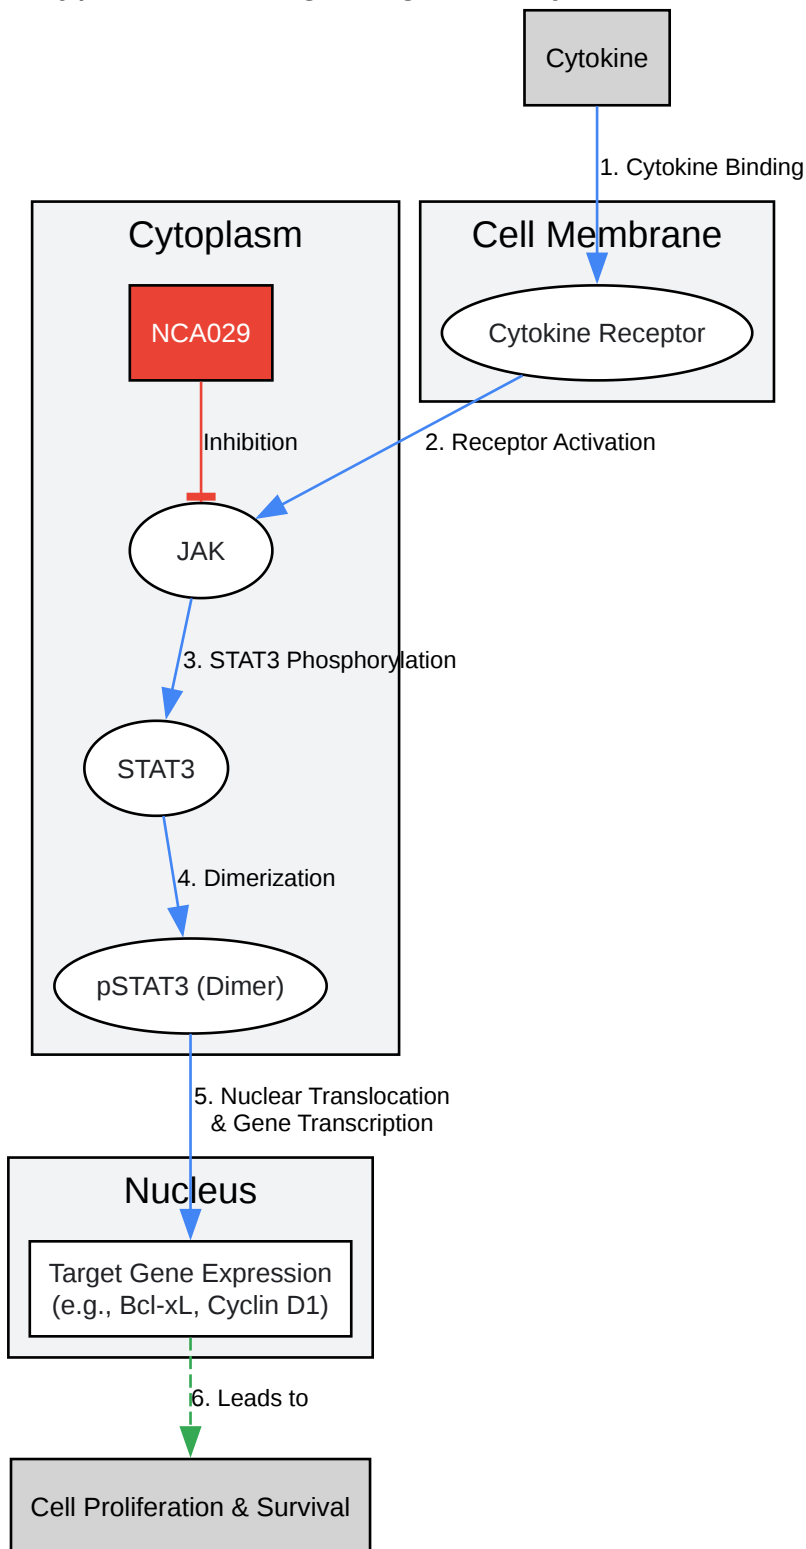 Cytokine
1. Cytokine Binding
Cytoplasm
Cell Membrane
NCA029
Cytokine Receptor
Inhibition
2. Receptor Activation
JAK
3. STAT3 Phosphorylation
STAT3
4. Dimerization
pSTAT3 (Dimer)
5. Nuclear Translocation
& Gene Transcription
Nucleus
Target Gene Expression
(e.g., Bcl-xL, Cyclin D1)
6. Leads to
Cell Proliferation & Survival